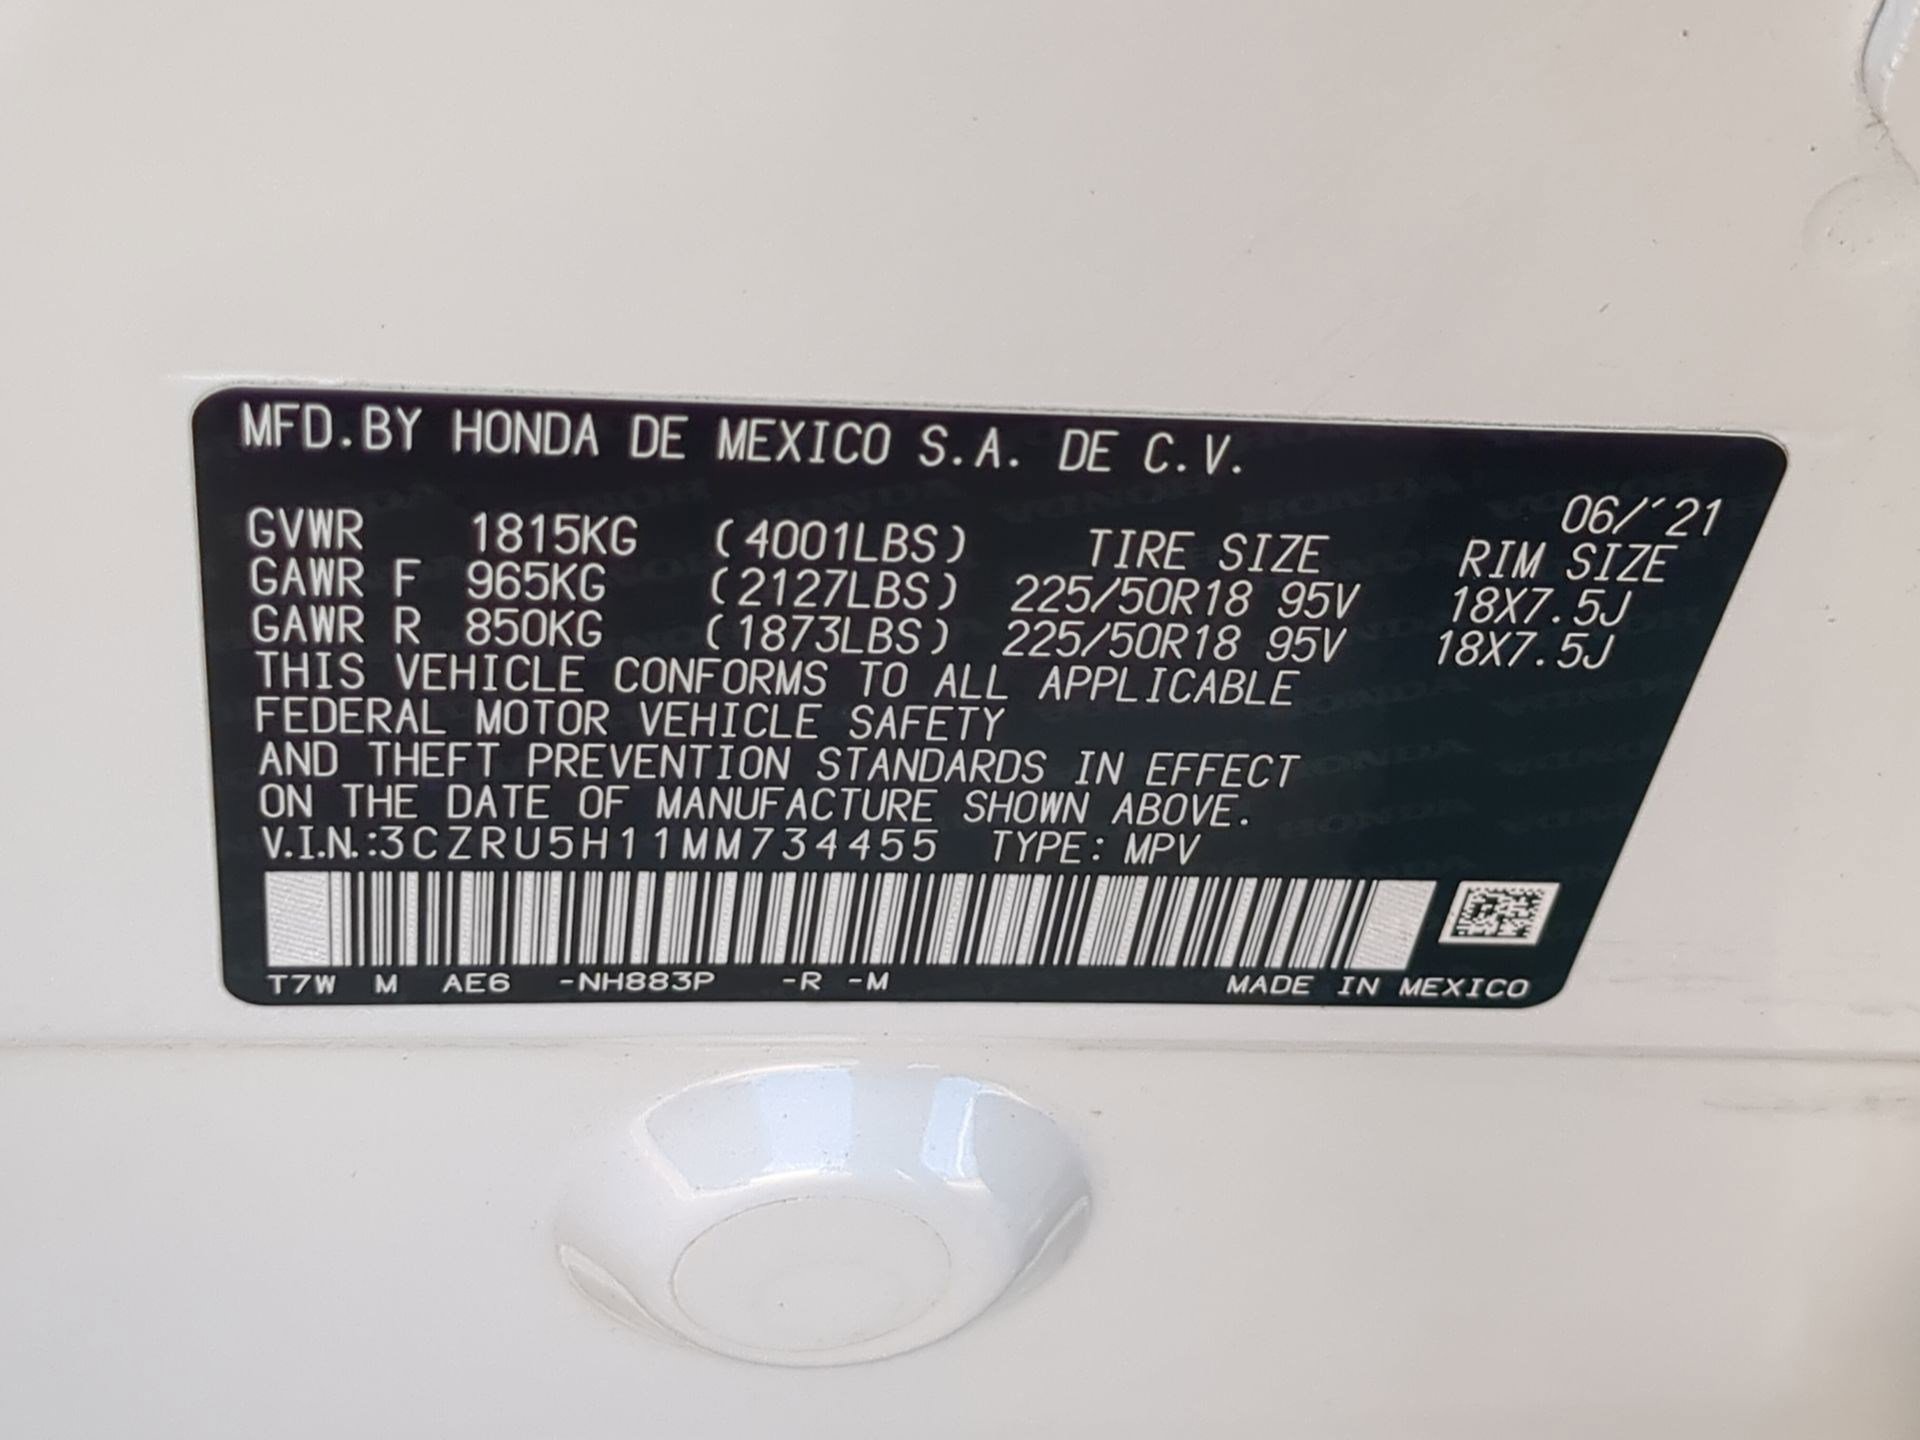 MFD.BY HONDA DE MEXICO S.A. DE C.V.
06/'21
GVWR 1815KG (4001LBS) TIRE SIZE RIM SIZE
GAWR F 965KG (2127LBS) 225/50R18 95V 18X7.5J
GAWR R 850KG (1873LBS) 225/50R18 95V 18X7.5J
THIS VEHICLE CONFORMS TO ALL APPLICABLE
FEDERAL MOTOR VEHICLE SAFETY
AND THEFT PREVENTION STANDARDS IN EFFECT
ON THE DATE OF MANUFACTURE SHOWN ABOVE.
V.I.N.:3CZRU5H11MM734455 TYPE: MPV
T7W M AE6 -NH883P -R -M MADE IN MEXICO